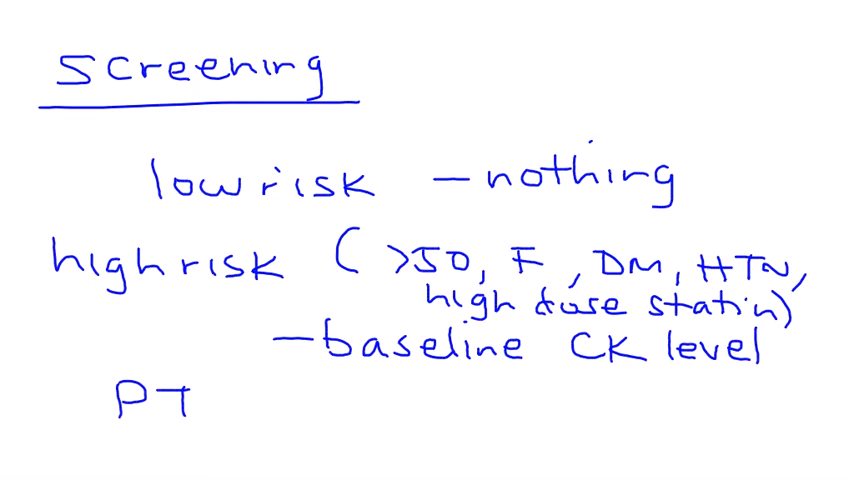 Screening
low risk - nothing
high risk ( >50, F, DM, HTN,
high dose statin)
- baseline CK level
PT